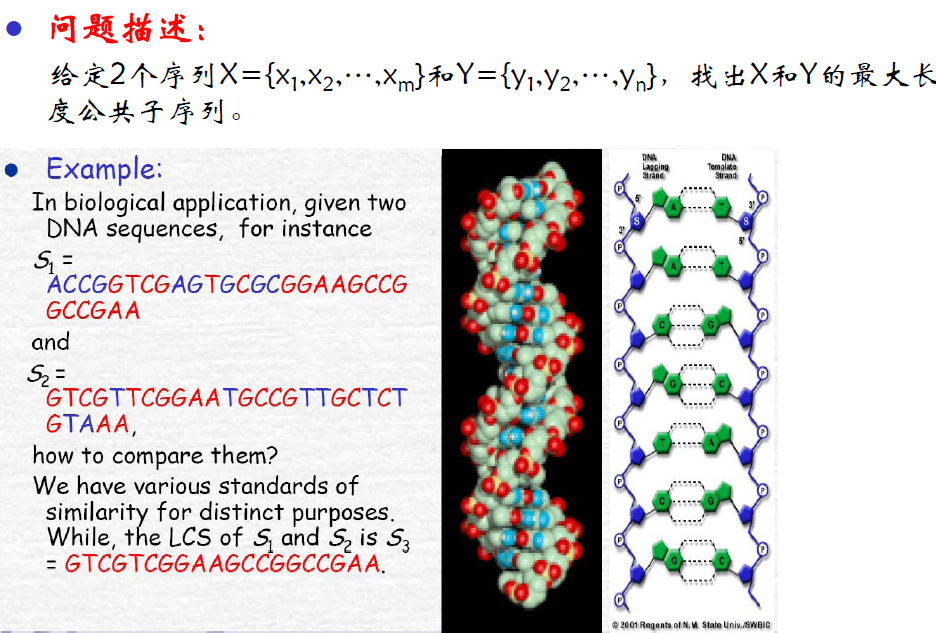 • 问题描述：
给定2个序列X={x1,x2,⋯,xm}和Y={y1,y2,⋯,yn}，找出X和Y的最大长
度公共子序列。
• Example:
In biological application, given two
DNA sequences, for instance
S1 =
ACCGGTCGAGTGCGCGGAAGCCG
GCCGAA
and
S2 =
GTCGTTCGGAATGCCGTTGCTCT
GTAAA,
how to compare them?
We have various standards of
similarity for distinct purposes.
While, the LCS of S1 and S2 is S3
= GTCGTCGGAAGCCGGCCGAA.
DNA
Lagging
Strand
DNA
Template
Strand
P
P
5'
3'
S
A
T
S
3'
5'
P
P
A
T
P
P
C
G
P
P
G
C
P
P
T
A
P
P
C
G
P
P
G
C
P
© 2001 Regents of N. M. State Univ./SWBIC